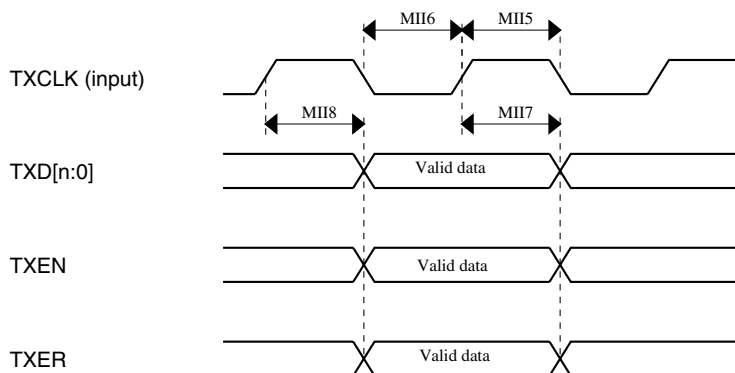 MII6 MII5
TXCLK (input)
MII8 MII7
TXD[n:0] Valid data
TXEN Valid data
TXER Valid data